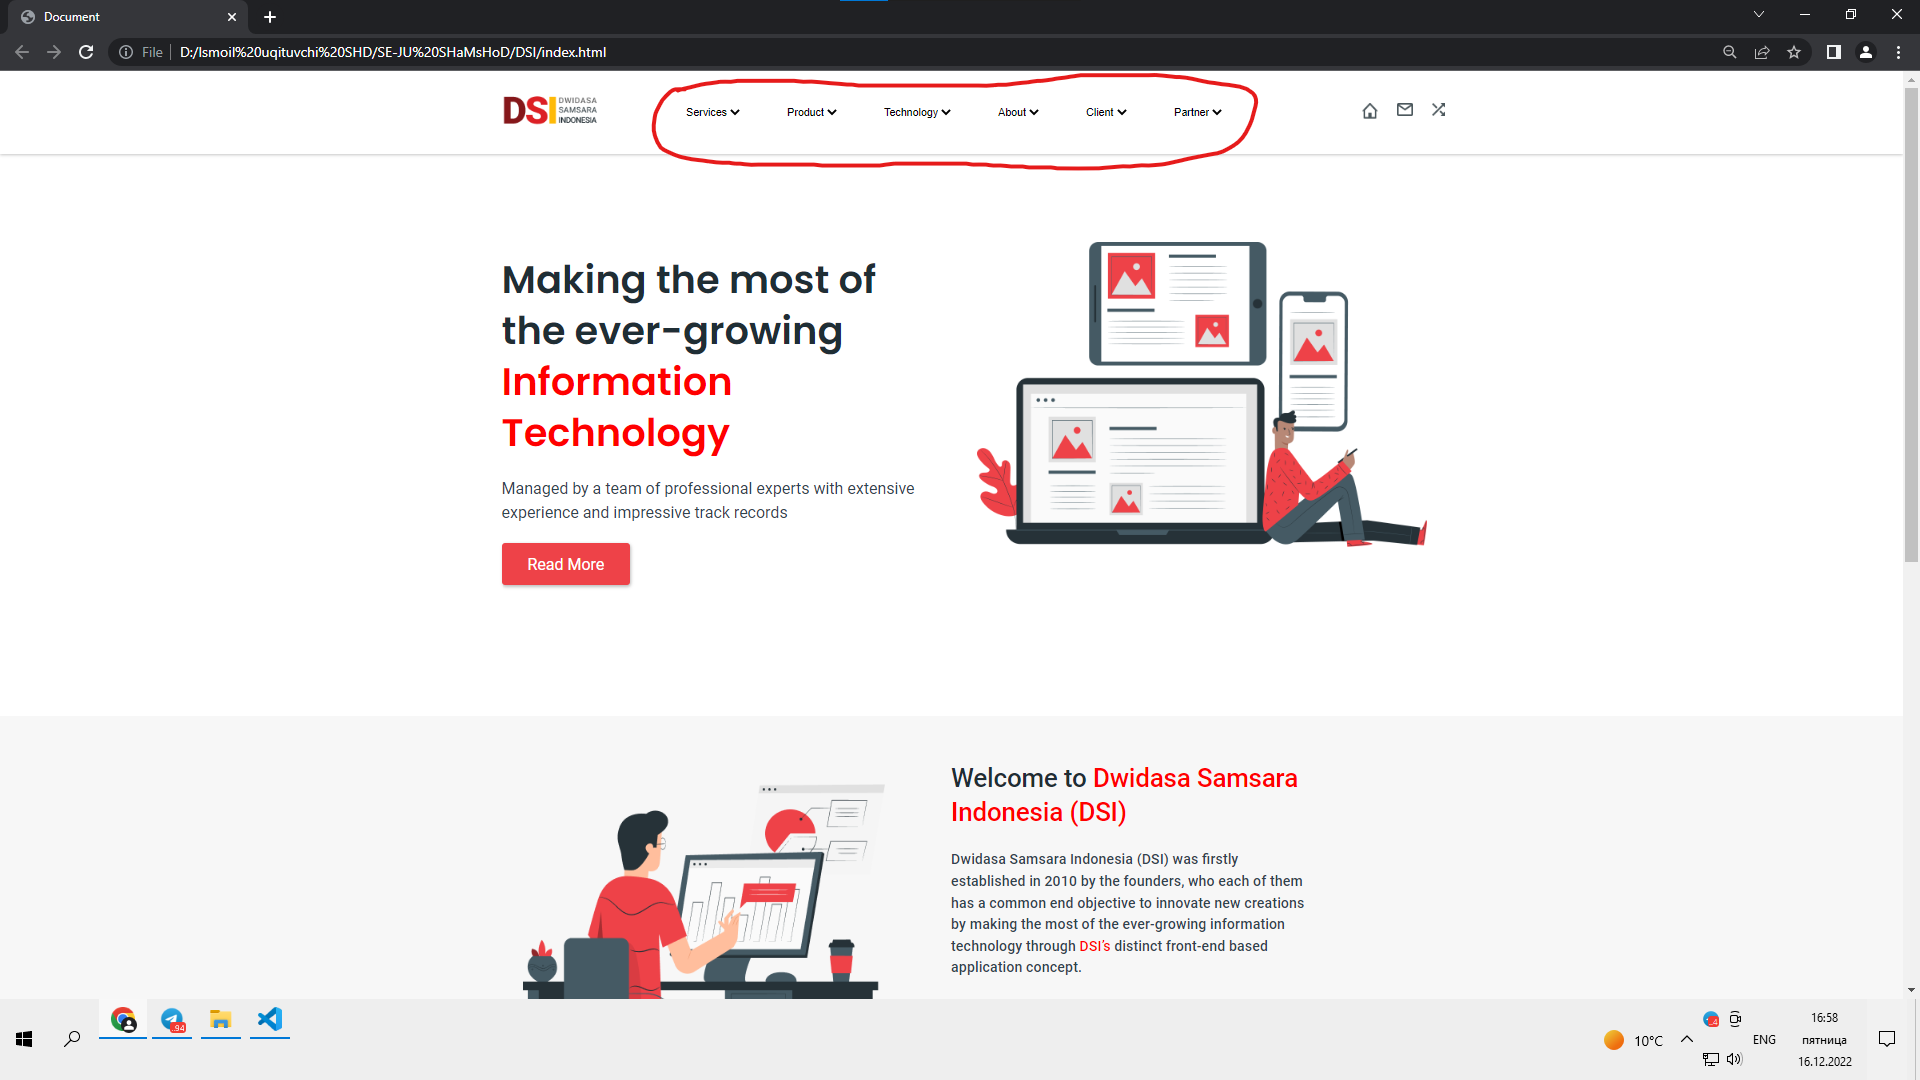 Document
File
D:/Ismoil%20uqituvchi%20SHD/SE-JU%20SHaMsHoD/DSI/index.html
DSI DWIDASA
SAMSARA
INDONESIA
Services Product Technology About Client Partner
Making the most of
the ever-growing
Information
Technology
Managed by a team of professional experts with extensive
experience and impressive track records
Read More
Welcome to Dwidasa Samsara
Indonesia (DSI)
Dwidasa Samsara Indonesia (DSI) was firstly
established in 2010 by the founders, who each of them
has a common end objective to innovate new creations
by making the most of the ever-growing information
technology through DSI's distinct front-end based
application concept.
94
10°C
4
ENG
16:58
пятница
16.12.2022